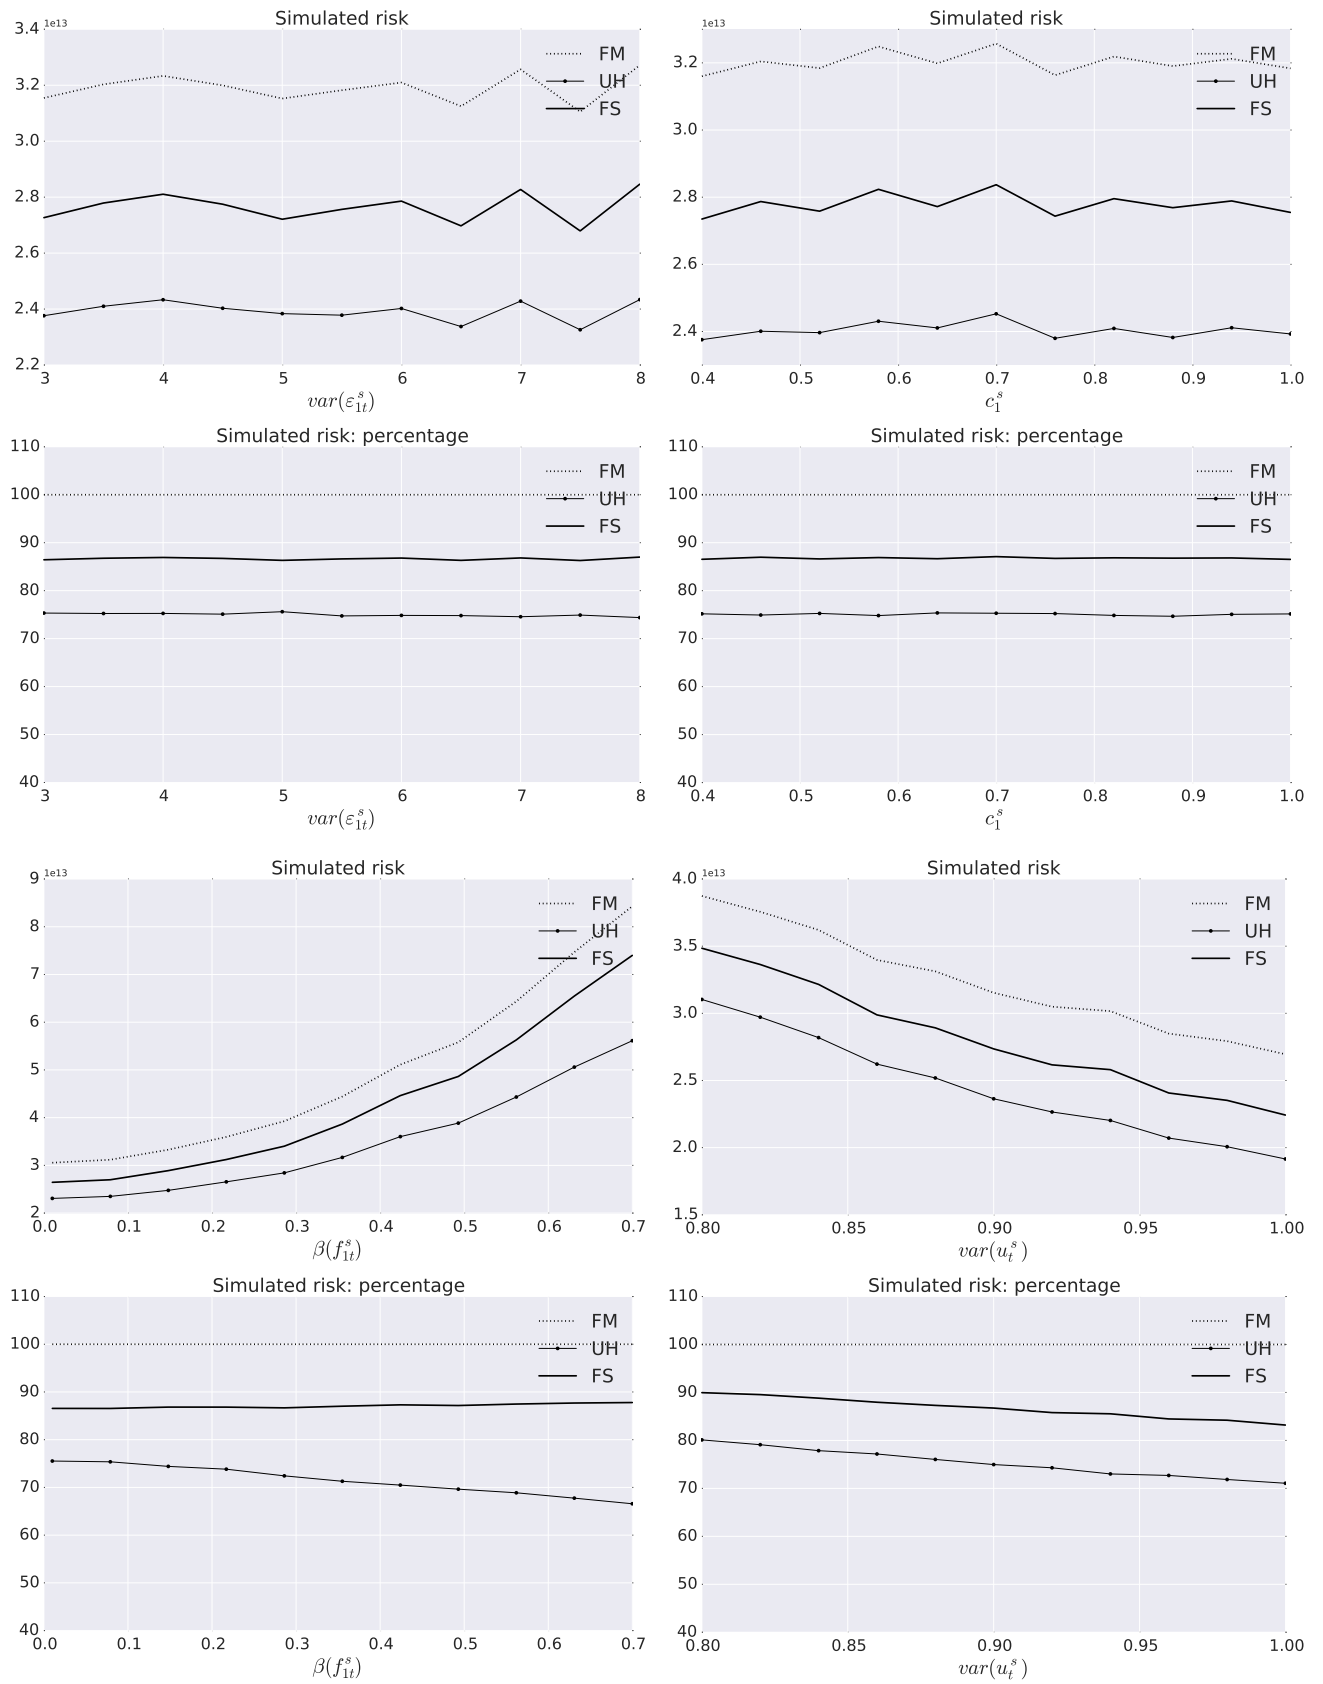 Simulated risk
1e13
3.4
3.2
3.0
2.8
2.6
2.4
2.2
FM
UH
FS
3 4 5 6 7 8
var(ε^s_{1t})
Simulated risk
1e13
3.2
3.0
2.8
2.6
2.4
FM
UH
FS
0.4 0.5 0.6 0.7 0.8 0.9 1.0
c^s_1
Simulated risk: percentage
110
100
90
80
70
60
50
40
FM
UH
FS
3 4 5 6 7 8
var(ε^s_{1t})
Simulated risk: percentage
110
100
90
80
70
60
50
40
FM
UH
FS
0.4 0.5 0.6 0.7 0.8 0.9 1.0
c^s_1
Simulated risk
1e13
9
8
7
6
5
4
3
2
FM
UH
FS
0.0 0.1 0.2 0.3 0.4 0.5 0.6 0.7
β(f^s_{1t})
Simulated risk
1e13
4.0
3.5
3.0
2.5
2.0
1.5
FM
UH
FS
0.80 0.85 0.90 0.95 1.00
var(u^s_t)
Simulated risk: percentage
110
100
90
80
70
60
50
40
FM
UH
FS
0.0 0.1 0.2 0.3 0.4 0.5 0.6 0.7
β(f^s_{1t})
Simulated risk: percentage
110
100
90
80
70
60
50
40
FM
UH
FS
0.80 0.85 0.90 0.95 1.00
var(u^s_t)